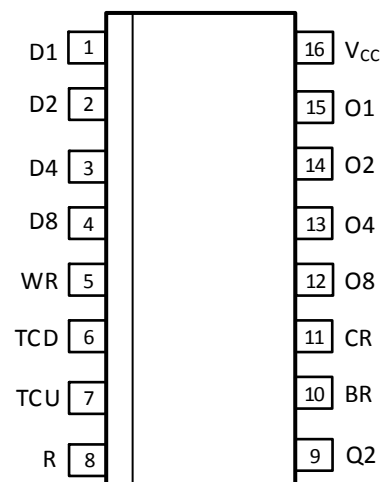 D1 1 16 V_CC
D2 2 15 O1
D4 3 14 O2
D8 4 13 O4
WR 5 12 O8
TCD 6 11 CR
TCU 7 10 BR
R 8 9 Q2